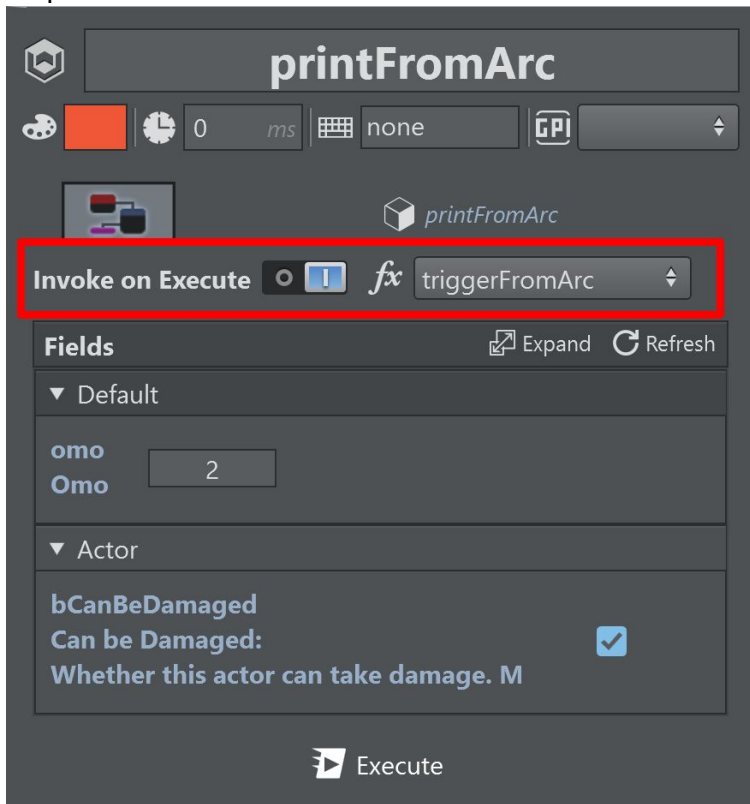 printFromArc
0 ms none GPI
printFromArc
Invoke on Execute fx triggerFromArc
Fields Expand Refresh
Default
omo
Omo 2
Actor
bCanBeDamaged
Can be Damaged:
Whether this actor can take damage. M
Execute